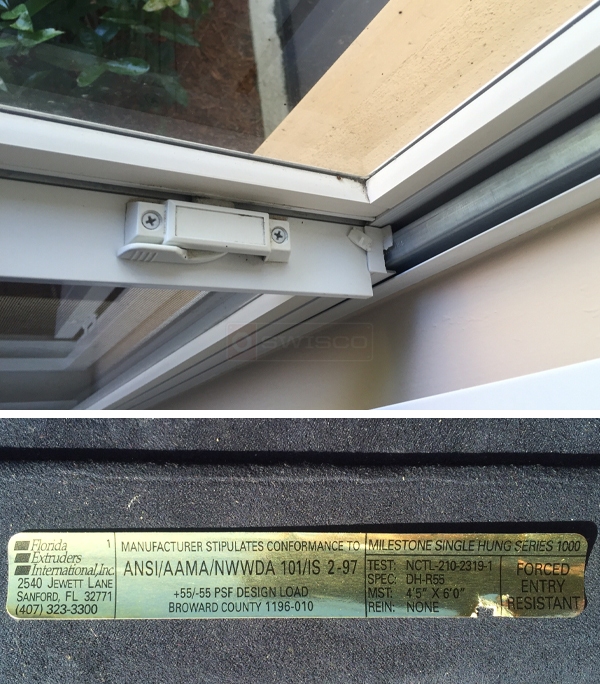 SWISCO
Florida 1
Extruders
International, Inc.
2540 JEWETT LANE
SANFORD, FL 32771
(407) 323-3300
MANUFACTURER STIPULATES CONFORMANCE TO
ANSI/AAMA/NWWDA 101/IS 2-97
+55/-55 PSF DESIGN LOAD
BROWARD COUNTY 1196-010
MILESTONE SINGLE HUNG SERIES 1000
TEST: NCTL-210-2319-1
SPEC: DH-R55
MST: 4'5" X 6'0"
REIN: NONE
FORCED
ENTRY
RESISTANT